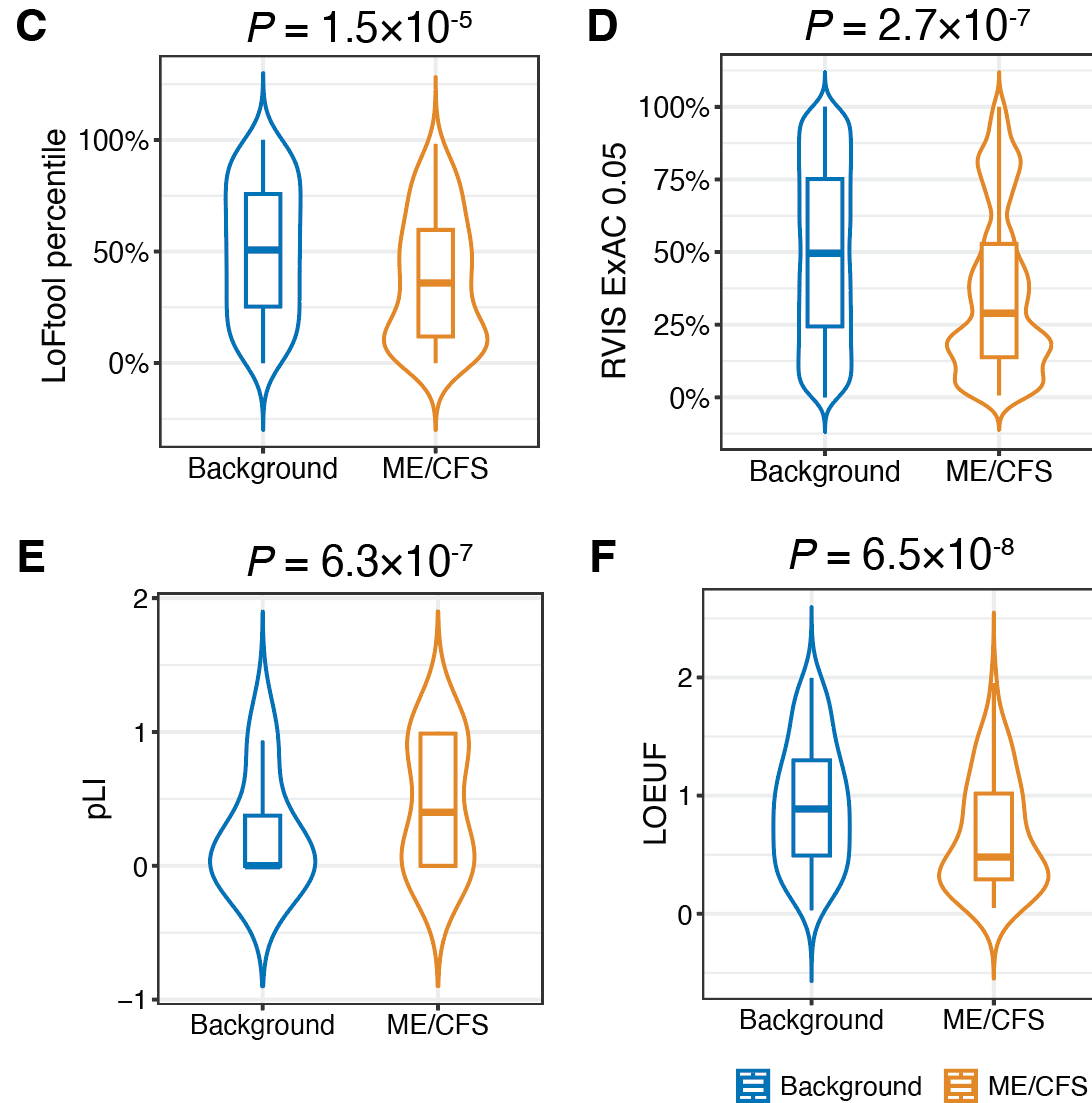 C
P = 1.5×10⁻⁵
LoFtool percentile
100%
50%
0%
Background ME/CFS
D
P = 2.7×10⁻⁷
RVIS ExAC 0.05
100%
75%
50%
25%
0%
Background ME/CFS
E
P = 6.3×10⁻⁷
pLI
2
1
0
−1
Background ME/CFS
F
P = 6.5×10⁻⁸
LOEUF
2
1
0
Background ME/CFS
Background ME/CFS